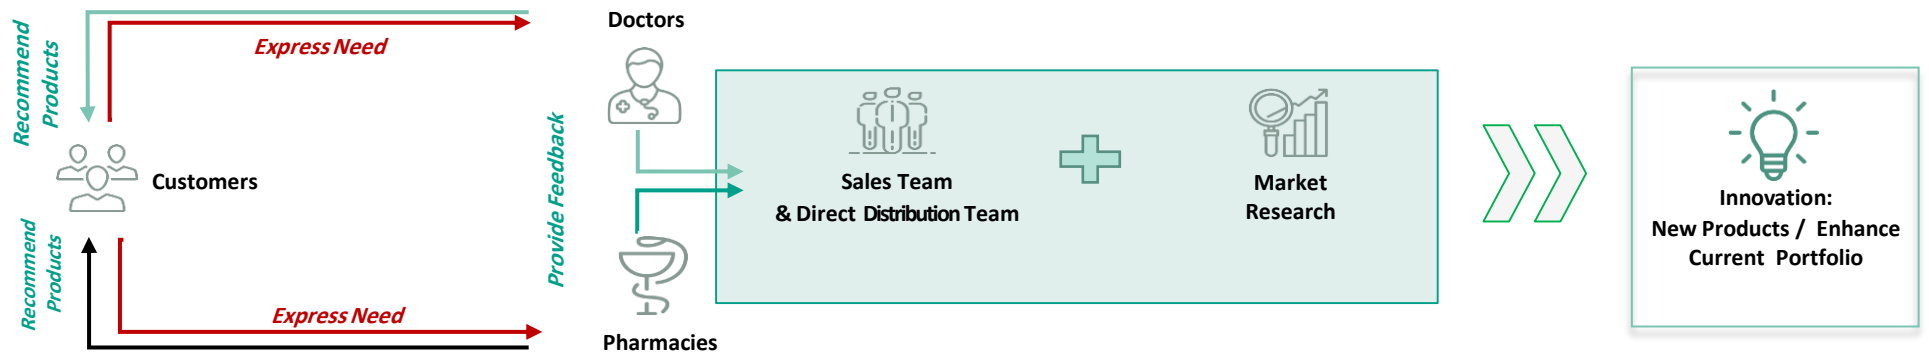 Recommend
Products
Express Need
Customers
Recommend
Products
Express Need
Provide Feedback
Doctors
Pharmacies
Sales Team
& Direct Distribution Team
Market
Research
Innovation:
New Products / Enhance
Current Portfolio